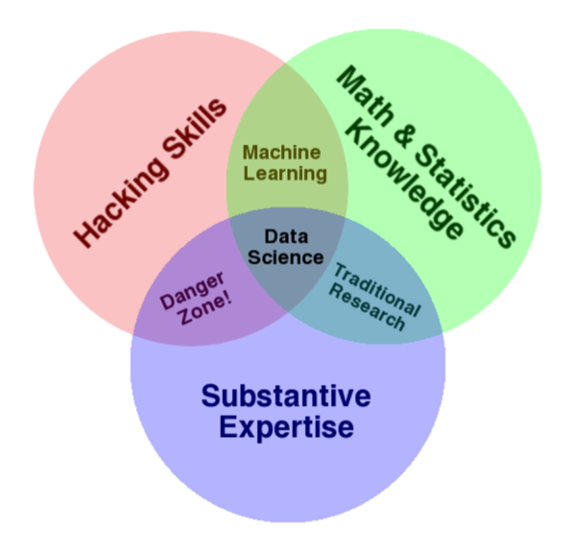 Hacking Skills
Math & Statistics
Knowledge
Machine
Learning
Data
Science
Danger
Zone!
Traditional
Research
Substantive
Expertise